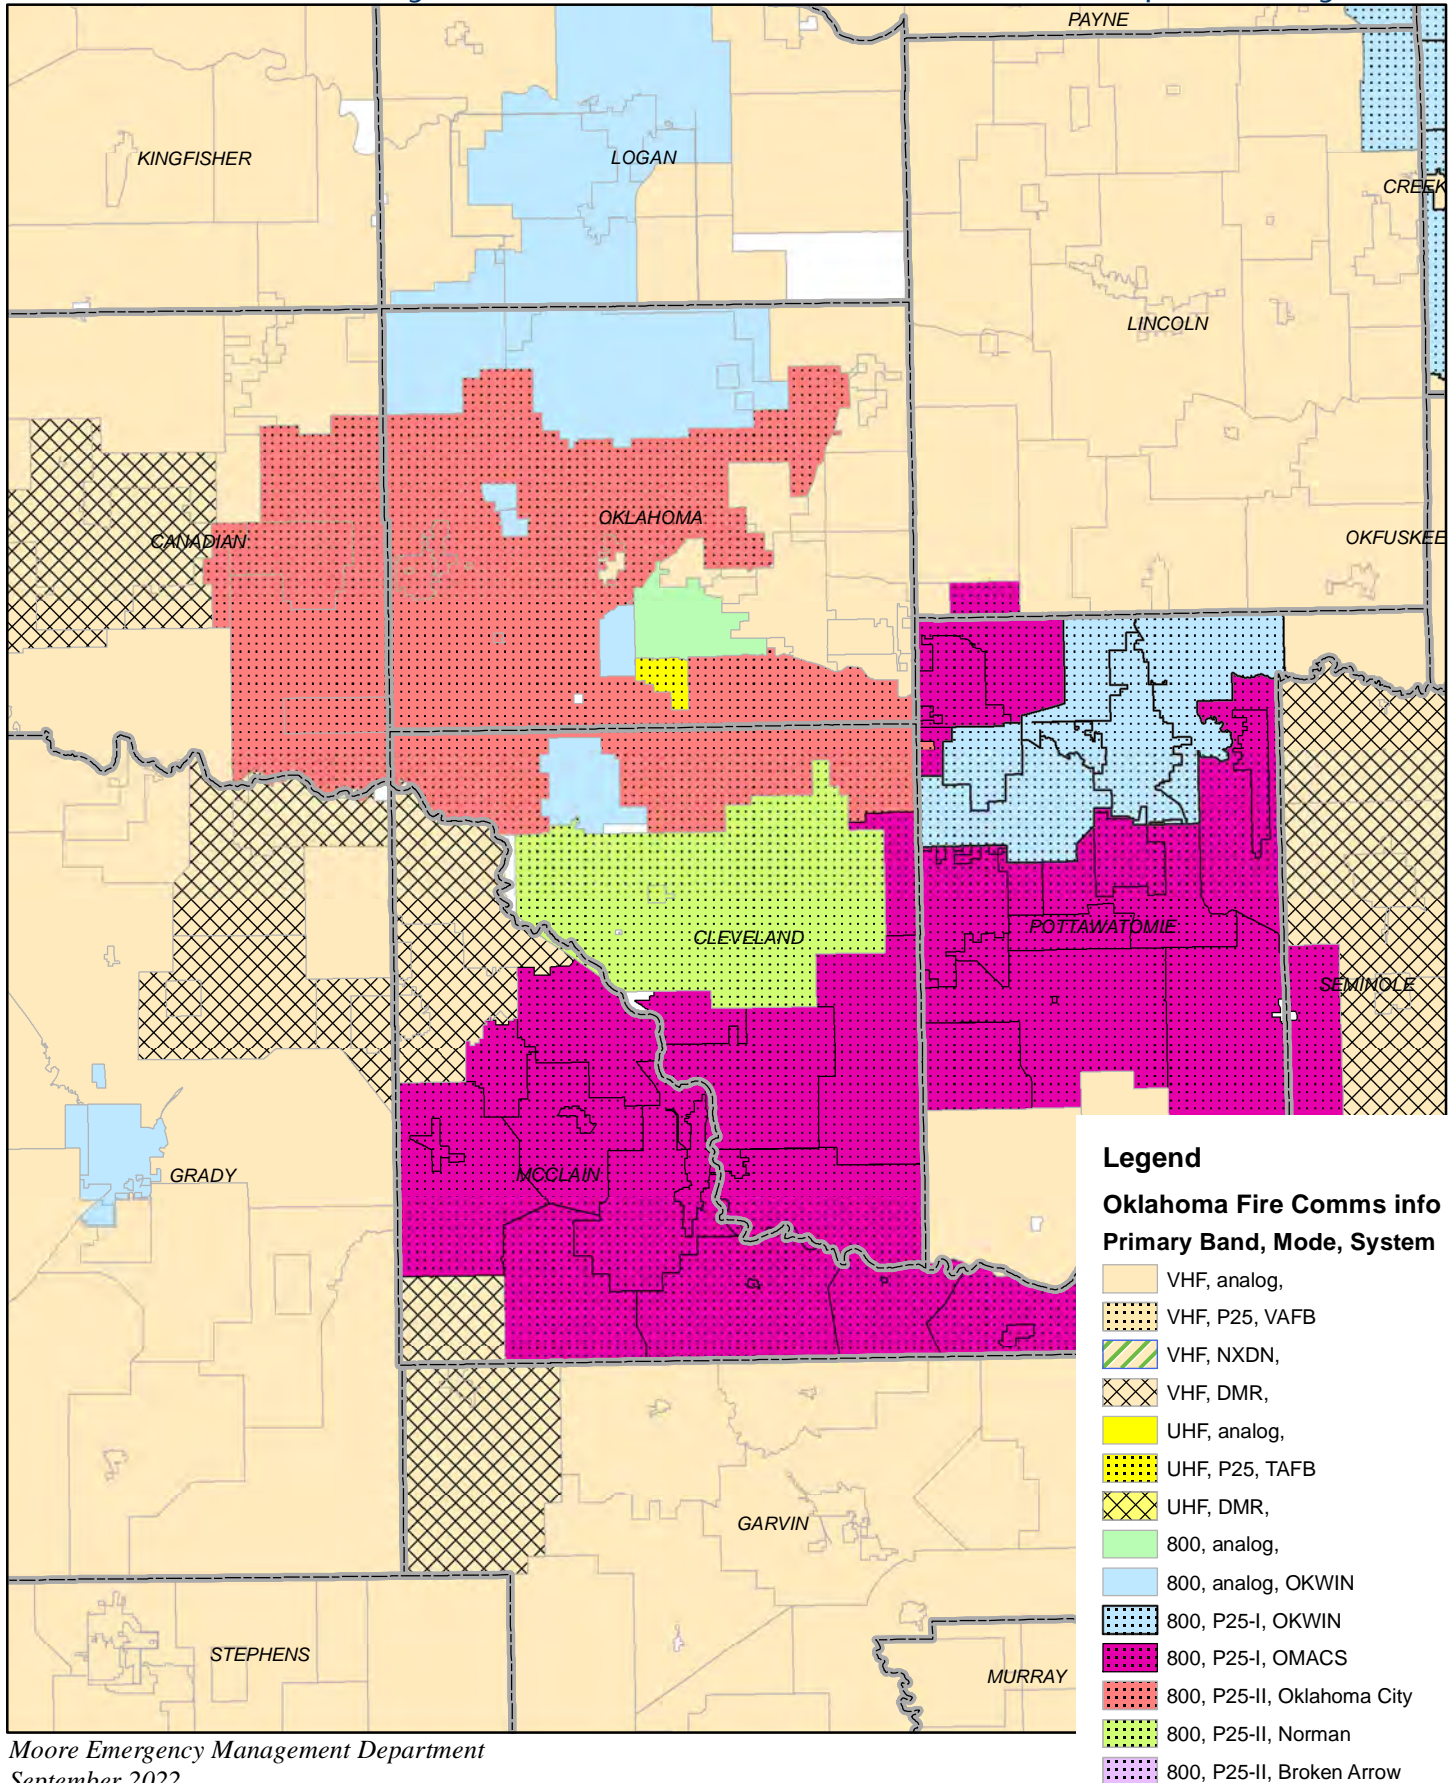 PAYNE
KINGFISHER
LOGAN
CREEK
LINCOLN
OKLAHOMA
CANADIAN
OKFUSKEE
CLEVELAND
POTTAWATOMIE
SEMINOLE
GRADY
MCCLAIN
GARVIN
STEPHENS
MURRAY
Legend
Oklahoma Fire Comms info
Primary Band, Mode, System
VHF, analog,
VHF, P25, VAFB
VHF, NXDN,
VHF, DMR,
UHF, analog,
UHF, P25, TAFB
UHF, DMR,
800, analog,
800, analog, OKWIN
800, P25-I, OKWIN
800, P25-I, OMACS
800, P25-II, Oklahoma City
800, P25-II, Norman
800, P25-II, Broken Arrow
Moore Emergency Management Department
September 2022